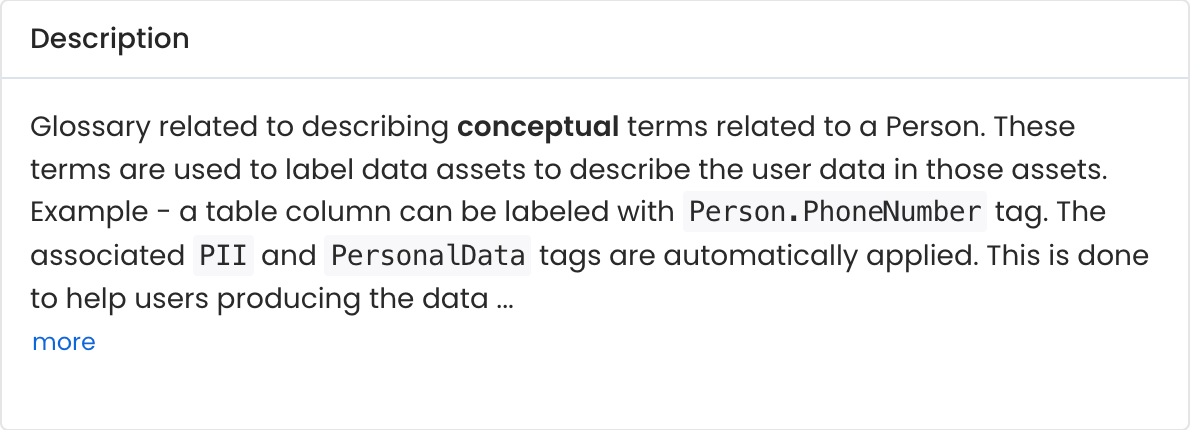 Description
Glossary related to describing conceptual terms related to a Person. These
terms are used to label data assets to describe the user data in those assets.
Example - a table column can be labeled with Person.PhoneNumber tag. The
associated PII and PersonalData tags are automatically applied. This is done
to help users producing the data ...
more